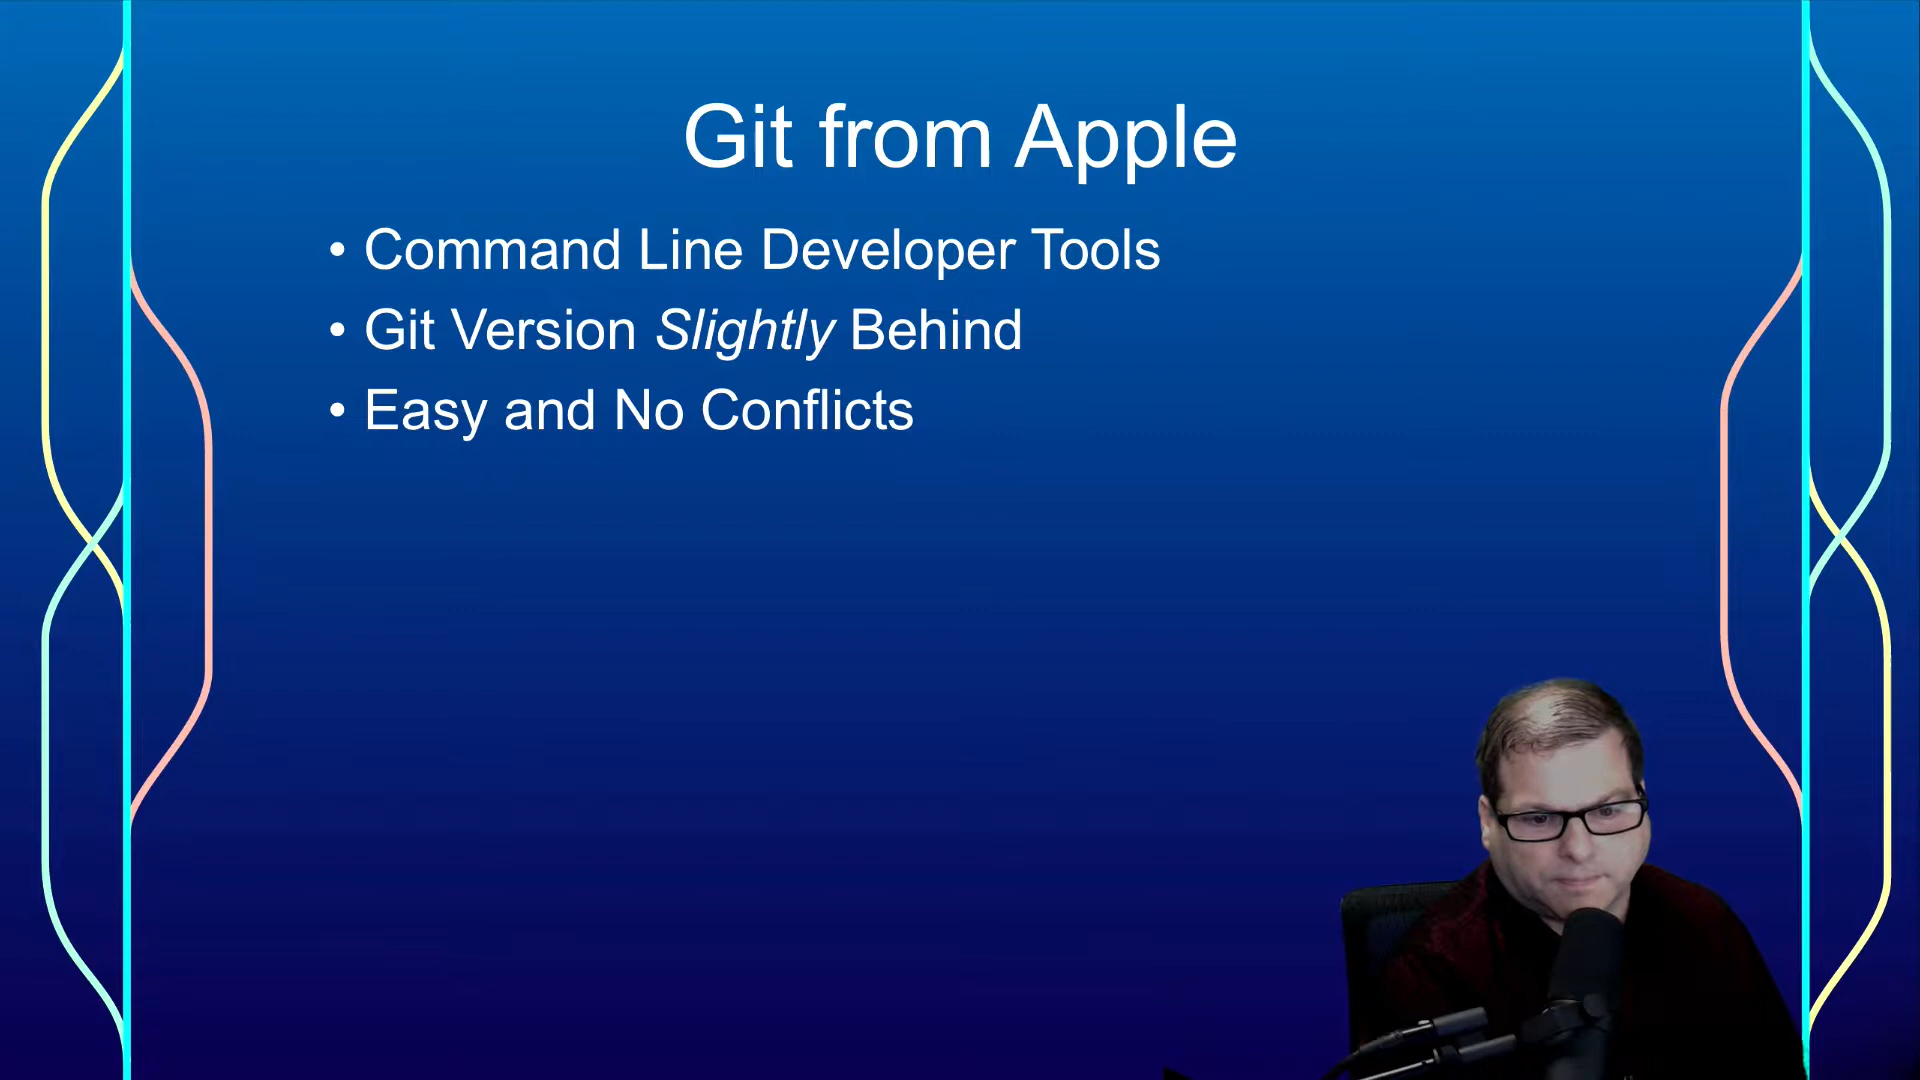 Git from Apple
• Command Line Developer Tools
• Git Version Slightly Behind
• Easy and No Conflicts